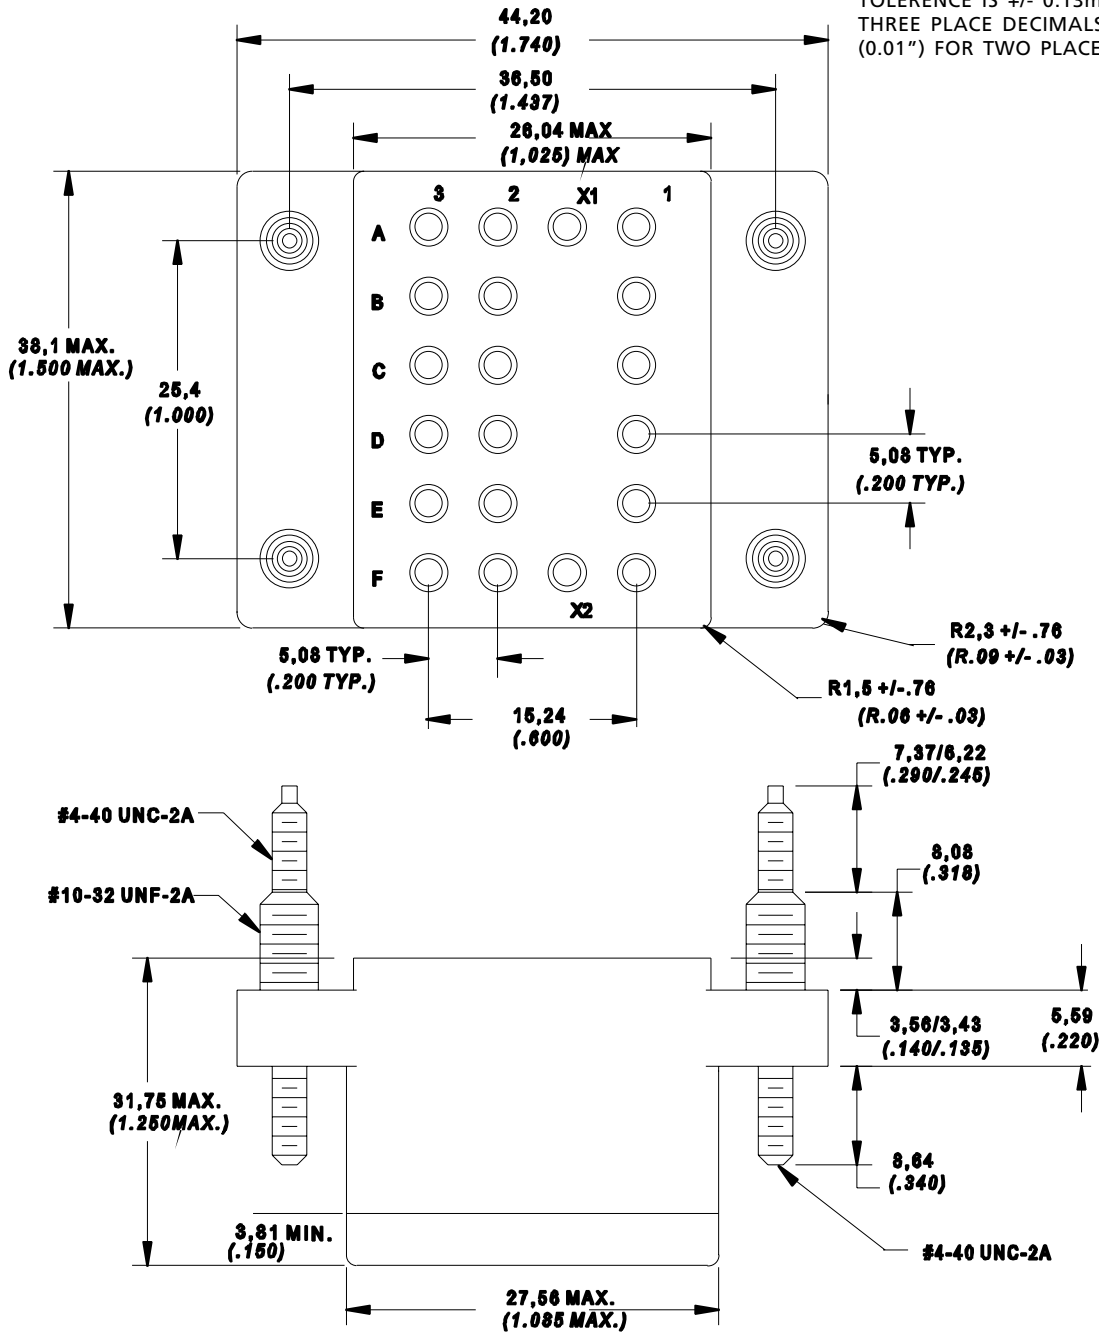 TOLERENCE IS +/- 0.13m
THREE PLACE DECIMALS
(0.01") FOR TWO PLACE
44,20
(1.740)
36,50
(1.437)
26,04 MAX
(1,025) MAX
3 2 X1 1
A
B
C
D
E
F
X2
38,1 MAX.
(1.500 MAX.)
25,4
(1.000)
5,08 TYP.
(.200 TYP.)
5,08 TYP.
(.200 TYP.)
15,24
(.600)
R2,3 +/- .76
(R.09 +/- .03)
R1,5 +/-.76
(R.06 +/- .03)
7,37/6,22
(.290/.245)
#4-40 UNC-2A
#10-32 UNF-2A
8,08
(.318)
3,56/3,43
(.140/.135)
5,59
(.220)
31,75 MAX.
(1.250MAX.)
8,64
(.340)
3,81 MIN.
(.150)
#4-40 UNC-2A
27,56 MAX.
(1.085 MAX.)